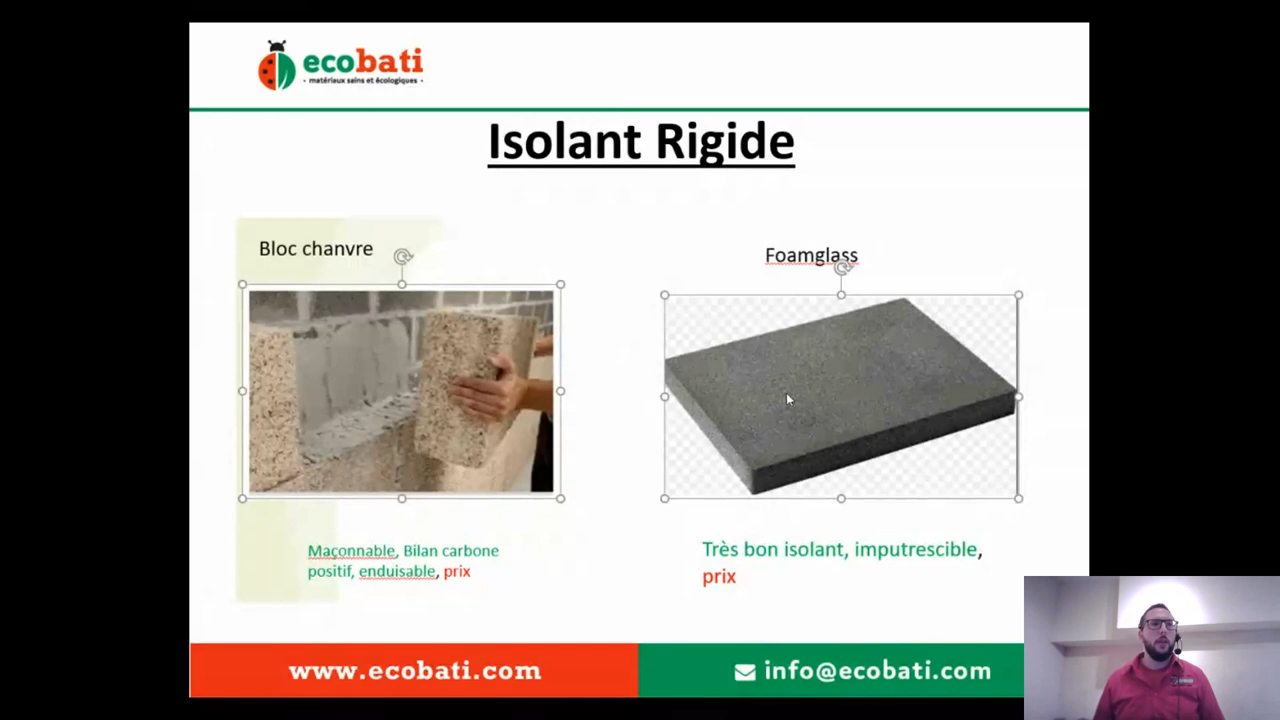 ecobati
• matériaux sains et écologiques •
Isolant Rigide
Bloc chanvre
Foamglass
Maçonnable, Bilan carbone
positif, enduisable, prix
Très bon isolant, imputrescible,
prix
www.ecobati.com
info@ecobati.com